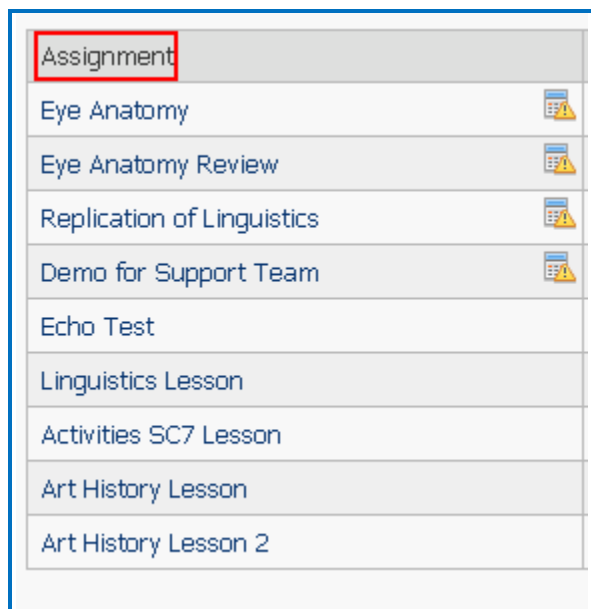 Assignment
Eye Anatomy
Eye Anatomy Review
Replication of Linguistics
Demo for Support Team
Echo Test
Linguistics Lesson
Activities SC7 Lesson
Art History Lesson
Art History Lesson 2